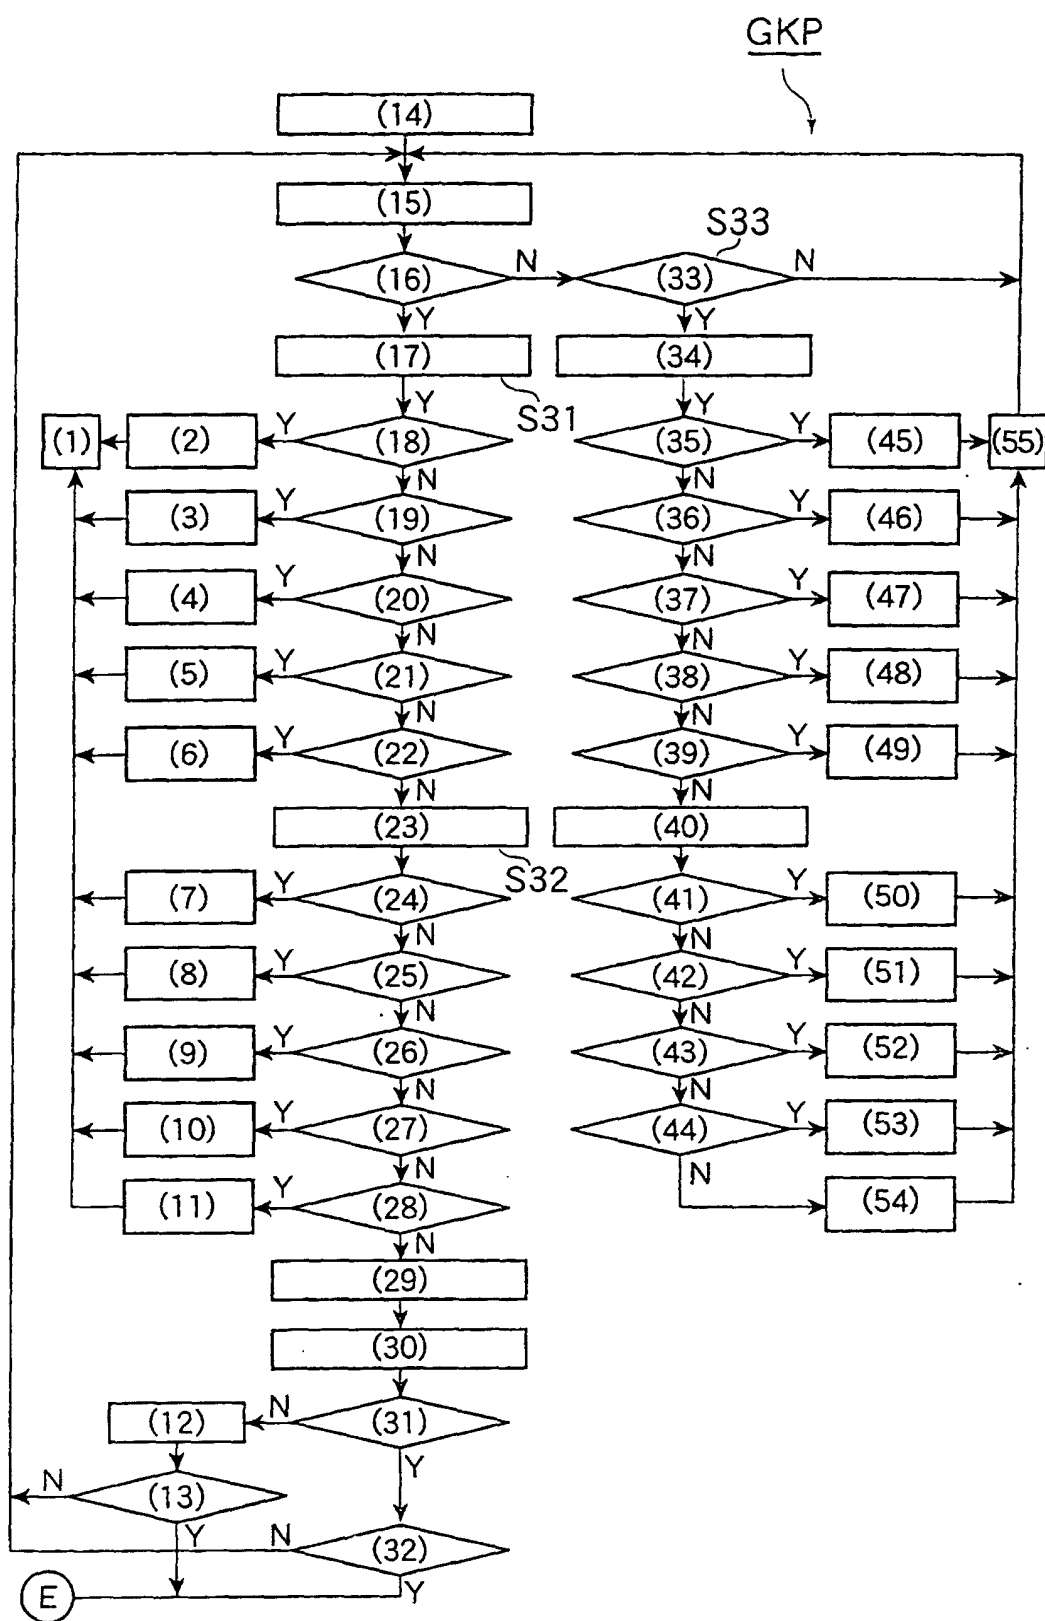 GKP
(14)
(15)
S33
(16) N (33) N
Y Y
(17) (34)
S31
Y Y
(1) (2) Y (18) (35) Y (45) (55)
N N
(3) Y (19) (36) Y (46)
N N
(4) Y (20) (37) Y (47)
N N
(5) Y (21) (38) Y (48)
N N
(6) Y (22) (39) Y (49)
N N
(23) (40)
S32
(7) Y (24) (41) Y (50)
N N
(8) Y (25) (42) Y (51)
N N
(9) Y (26) (43) Y (52)
N N
(10) Y (27) (44) Y (53)
N N
(11) Y (28) (54)
N
(29)
(30)
(12) N (31)
Y
N (13)
Y N (32)
E Y